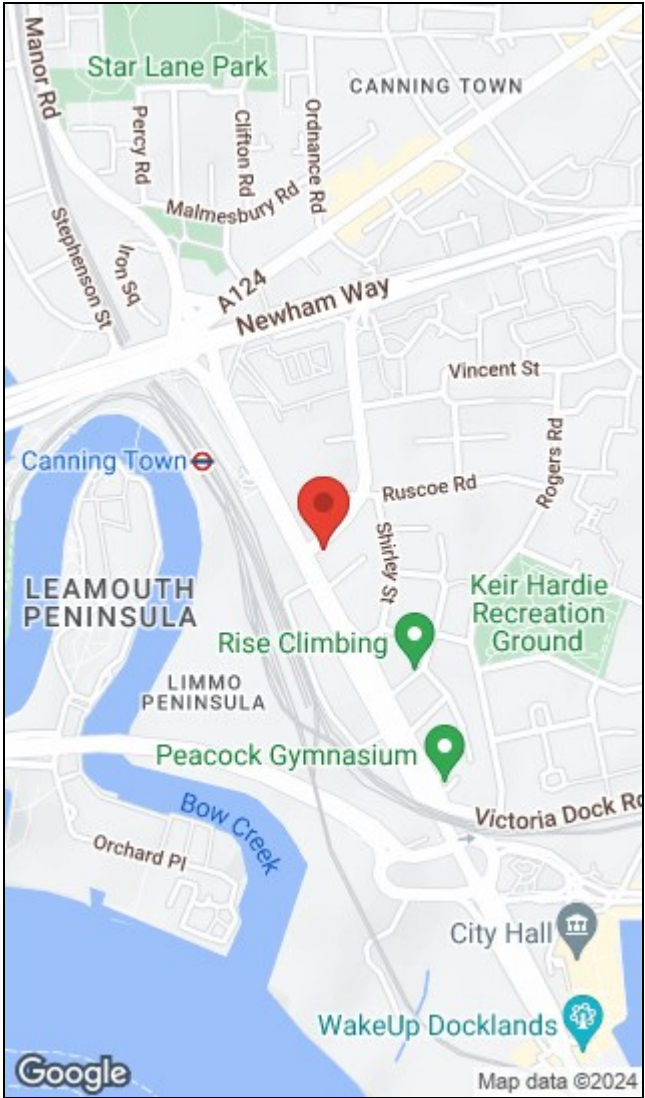 Manor Rd
Star Lane Park
CANNING TOWN
Percy Rd
Clifton Rd
Ordnance Rd
Malmesbury Rd
Stephenson St
Iron Sq
A124
Newham Way
Vincent St
Canning Town
Ruscoe Rd
Rogers Rd
Shirley St
LEAMOUTH
PENINSULA
Keir Hardie
Recreation
Ground
Rise Climbing
LIMMO
PENINSULA
Peacock Gymnasium
Bow Creek
Victoria Dock Ro
Orchard Pl
City Hall
WakeUp Docklands
Google
Map data ©2024